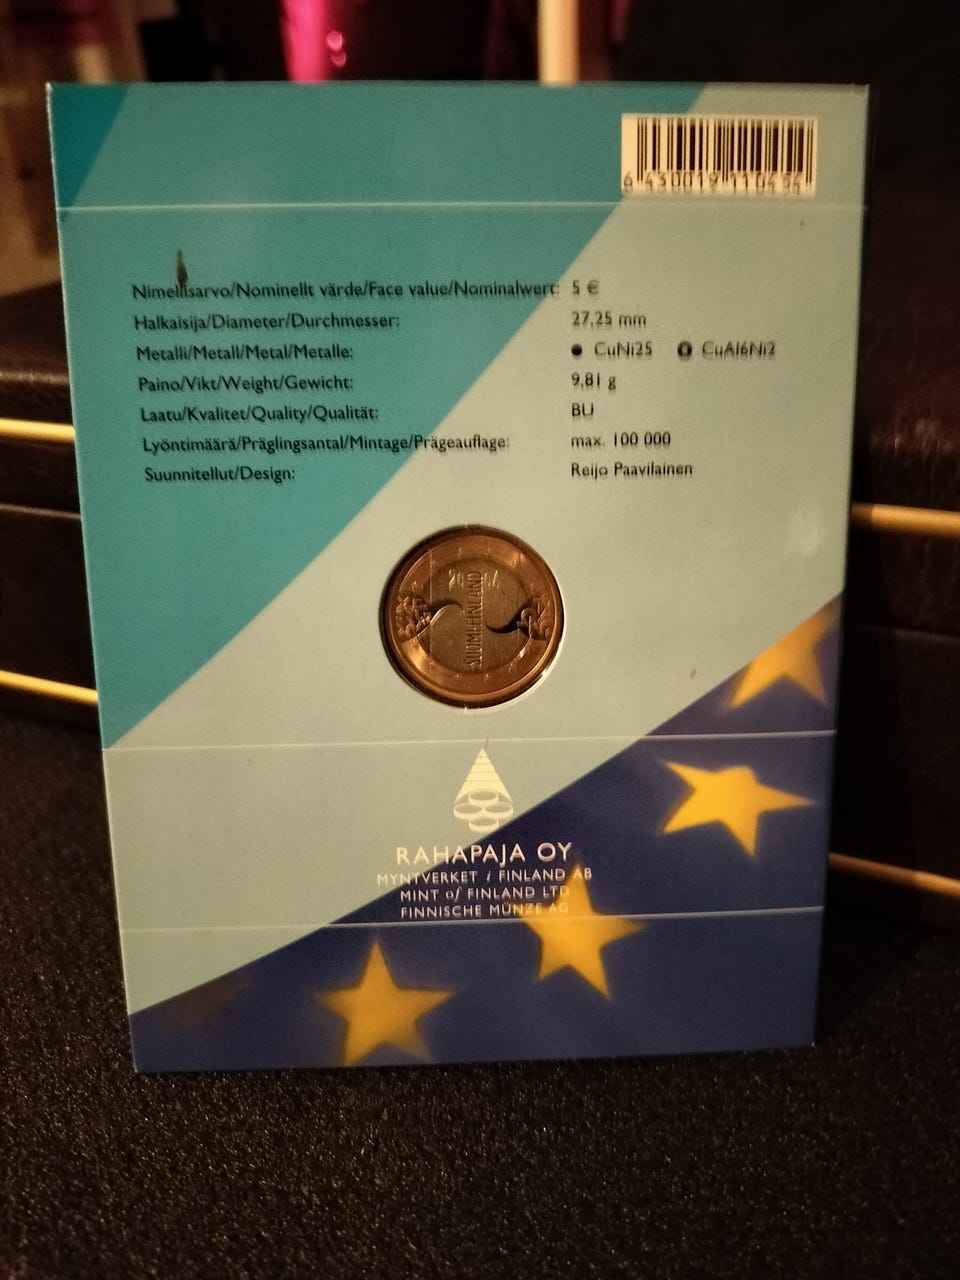 6 430019 110454
Nimellisarvo/Nominellt värde/Face value/Nominalwert: 5 €
Halkaisija/Diameter/Durchmesser: 27,25 mm
Metalli/Metall/Metal/Metalle: ● CuNi25 CuAl6Ni2
Paino/Vikt/Weight/Gewicht: 9,81 g
Laatu/Kvalitet/Quality/Qualität: BU
Lyöntimäärä/Präglingsantal/Mintage/Prägeauflage: max. 100 000
Suunnitellut/Design: Reijo Paavilainen
SUOMI-FINLAND
RAHAPAJA OY
MYNTVERKET i FINLAND AB
MINT of FINLAND LTD
FINNISCHE MÜNZE AG